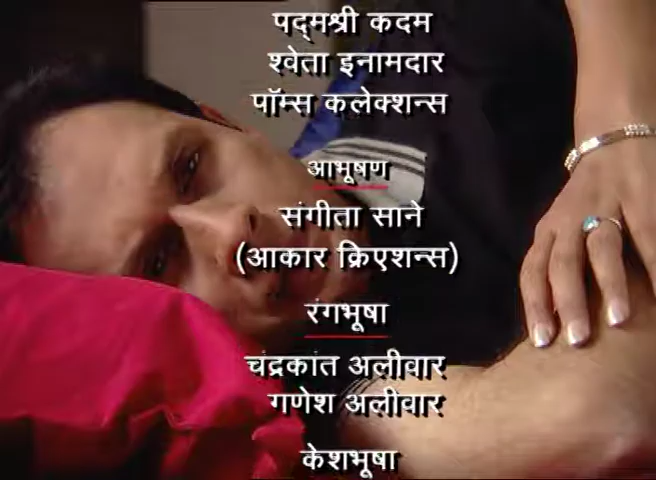 पद्मश्री कदम
श्वेता इनामदार
पॉम्स कलेक्शन्स
आभूषण
संगीता साने
(आकार क्रिएशन्स)
रंगभूषा
चंद्रकांत अलीवार
गणेश अलीवार
केशभूषा